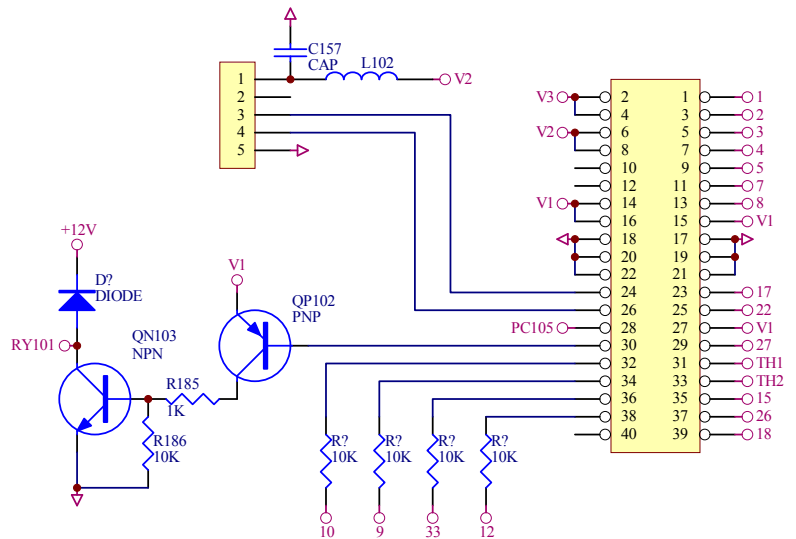 C157
CAP
L102
V2
1
2
3
4
5
V3
V2
V1
2 1 1
4 3 2
6 5 3
8 7 4
10 9 5
12 11 7
14 13 8
16 15 V1
18 17
20 19
22 21
24 23 17
26 25 22
PC105 28 27 V1
30 29 27
32 31 TH1
34 33 TH2
36 35 15
38 37 26
40 39 18
+12V
D?
DIODE
RY101
QN103
NPN
V1
QP102
PNP
R185
1K
R186
10K
R? R? R? R?
10K 10K 10K 10K
10 9 33 12